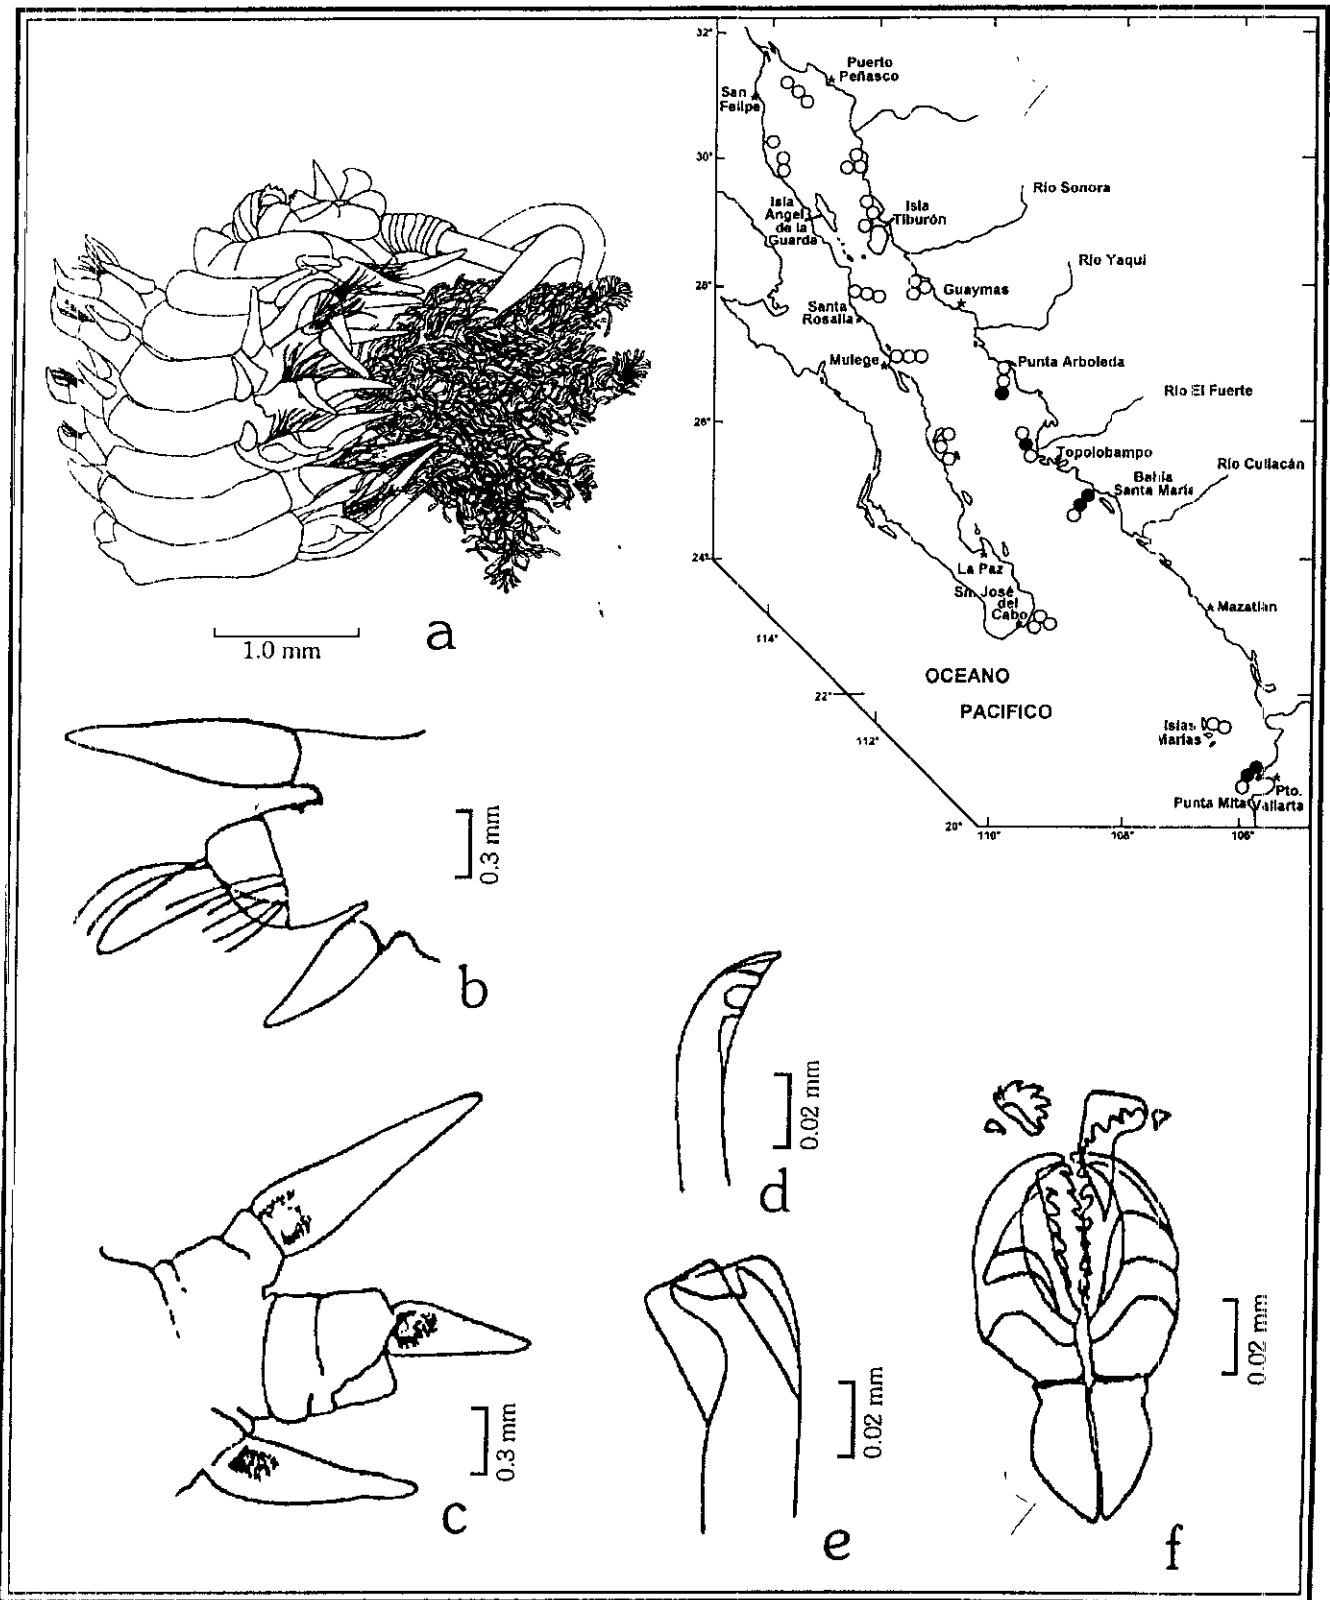 32°
Puerto
Peñasco
San
Felipe
30°
Isla
Angel
de la
Guarda
Isla
Tiburón
Río Sonora
Río Yaqui
28°
Guaymas
Santa
Rosalia
Mulege
Punta Arboleda
Río El Fuerte
26°
Topolobampo
Bahía
Santa María
Río Culiacán
24°
La Paz
Sn. José
del
Cabo
Mazatlán
114°
OCEANO
PACIFICO
22°
112°
Islas
Marías
Pto.
Punta Mita
Vallarta
20°
110°
108°
106°
1.0 mm
a
0.3 mm
b
0.02 mm
d
0.3 mm
c
0.02 mm
e
0.02 mm
f